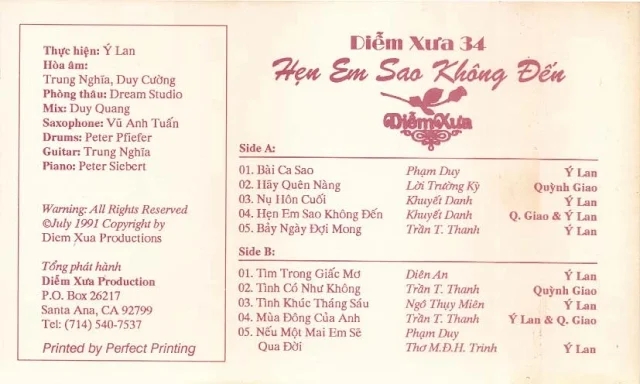 Thực hiện: Ý Lan
Hòa âm:
Trung Nghĩa, Duy Cường
Phòng thâu: Dream Studio
Mix: Duy Quang
Saxophone: Vũ Anh Tuấn
Drums: Peter Pfiefer
Guitar: Trung Nghĩa
Piano: Peter Siebert
Warning: All Rights Reserved
©July 1991 Copyright by
Diem Xua Productions
Tổng phát hành
Diễm Xưa Production
P.O. Box 26217
Santa Ana, CA 92799
Tel: (714) 540-7537
Printed by Perfect Printing
Diễm Xưa 34
Hẹn Em Sao Không Đến
Diễm Xưa
Side A:
01. Bài Ca Sao Phạm Duy Ý Lan
02. Hãy Quên Nàng Lời Trường Kỳ Quỳnh Giao
03. Nụ Hôn Cuối Khuyết Danh Ý Lan
04. Hẹn Em Sao Không Đến Khuyết Danh Q. Giao & Ý Lan
05. Bảy Ngày Đợi Mong Trần T. Thanh Ý Lan
Side B:
01. Tìm Trong Giấc Mơ Diên An Ý Lan
02. Tình Có Như Không Trần T. Thanh Quỳnh Giao
03. Tình Khúc Tháng Sáu Ngô Thụy Miên Ý Lan
04. Mùa Đông Của Anh Trần T. Thanh Ý Lan & Q. Giao
05. Nếu Một Mai Em Sẽ Phạm Duy
Qua Đời Thơ M.Đ.H. Trinh Ý Lan